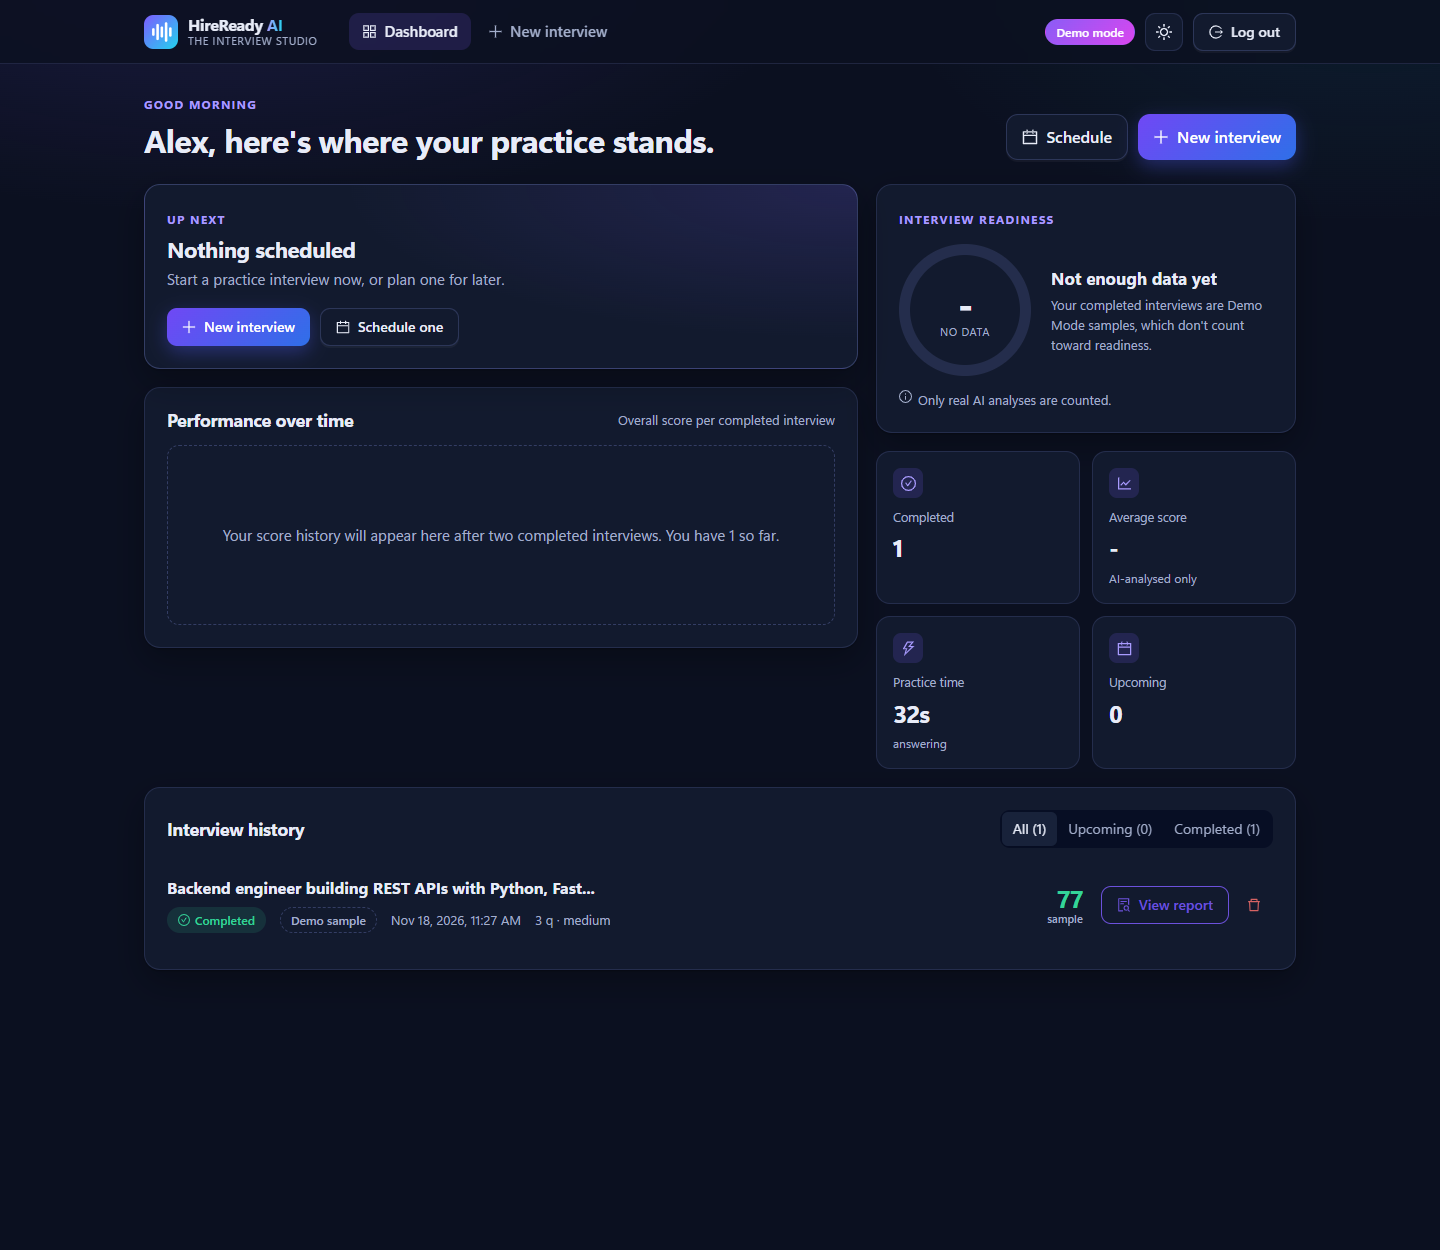 HireReady AI
THE INTERVIEW STUDIO
Dashboard
New interview
Demo mode
Log out
GOOD MORNING
Alex, here's where your practice stands.
Schedule
New interview
UP NEXT
Nothing scheduled
Start a practice interview now, or plan one for later.
New interview
Schedule one
INTERVIEW READINESS
-
NO DATA
Not enough data yet
Your completed interviews are Demo
Mode samples, which don't count
toward readiness.
Only real AI analyses are counted.
Performance over time
Overall score per completed interview
Your score history will appear here after two completed interviews. You have 1 so far.
Completed
1
Average score
-
AI-analysed only
Practice time
32s
answering
Upcoming
0
Interview history
All (1)
Upcoming (0)
Completed (1)
Backend engineer building REST APIs with Python, Fast...
Completed
Demo sample
Nov 18, 2026, 11:27 AM
3 q · medium
77
sample
View report